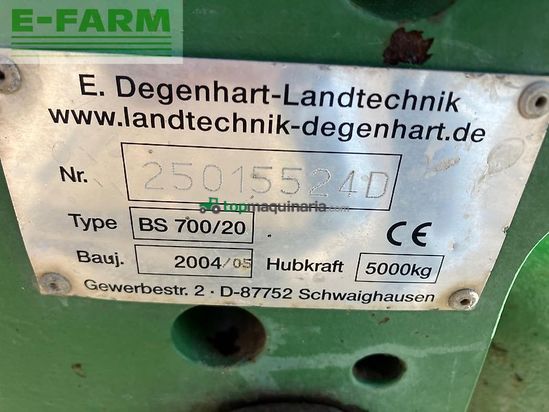 E-FARM
E. Degenhart-Landtechnik
www.landtechnik-degenhart.de
Nr. 25015524D
topmaquinaria.com
Type BS 700/20 CE
Bauj. 2004/05 Hubkraft 5000kg
Gewerbestr. 2 · D-87752 Schwaighausen